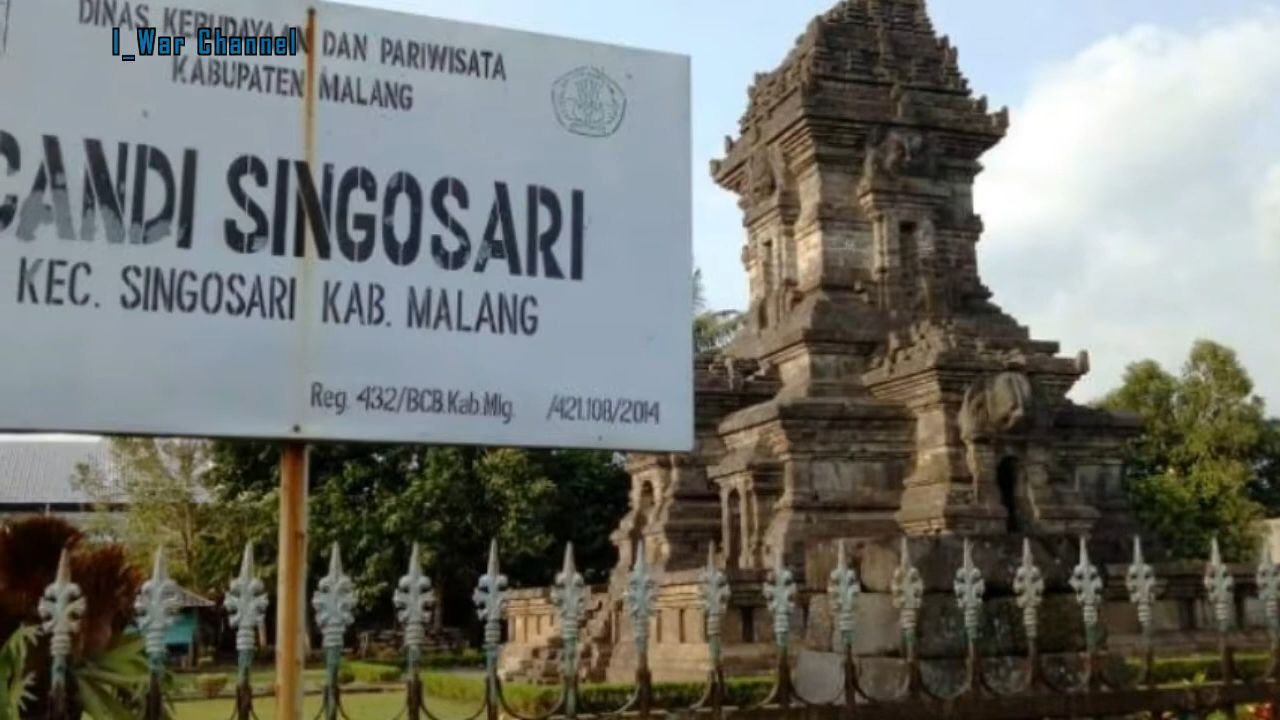 DINAS KEBUDAYAAN DAN PARIWISATA
I_War Channel
KABUPATEN MALANG
CANDI SINGOSARI
KEC. SINGOSARI KAB. MALANG
Reg. 432/BCB.Kab.Mlg. /421.108/2014